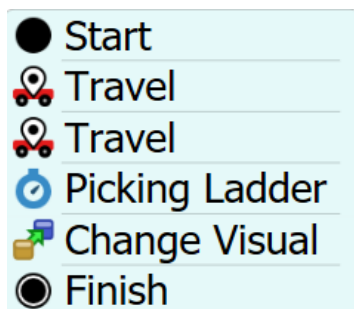 Start
Travel
Travel
Picking Ladder
Change Visual
Finish